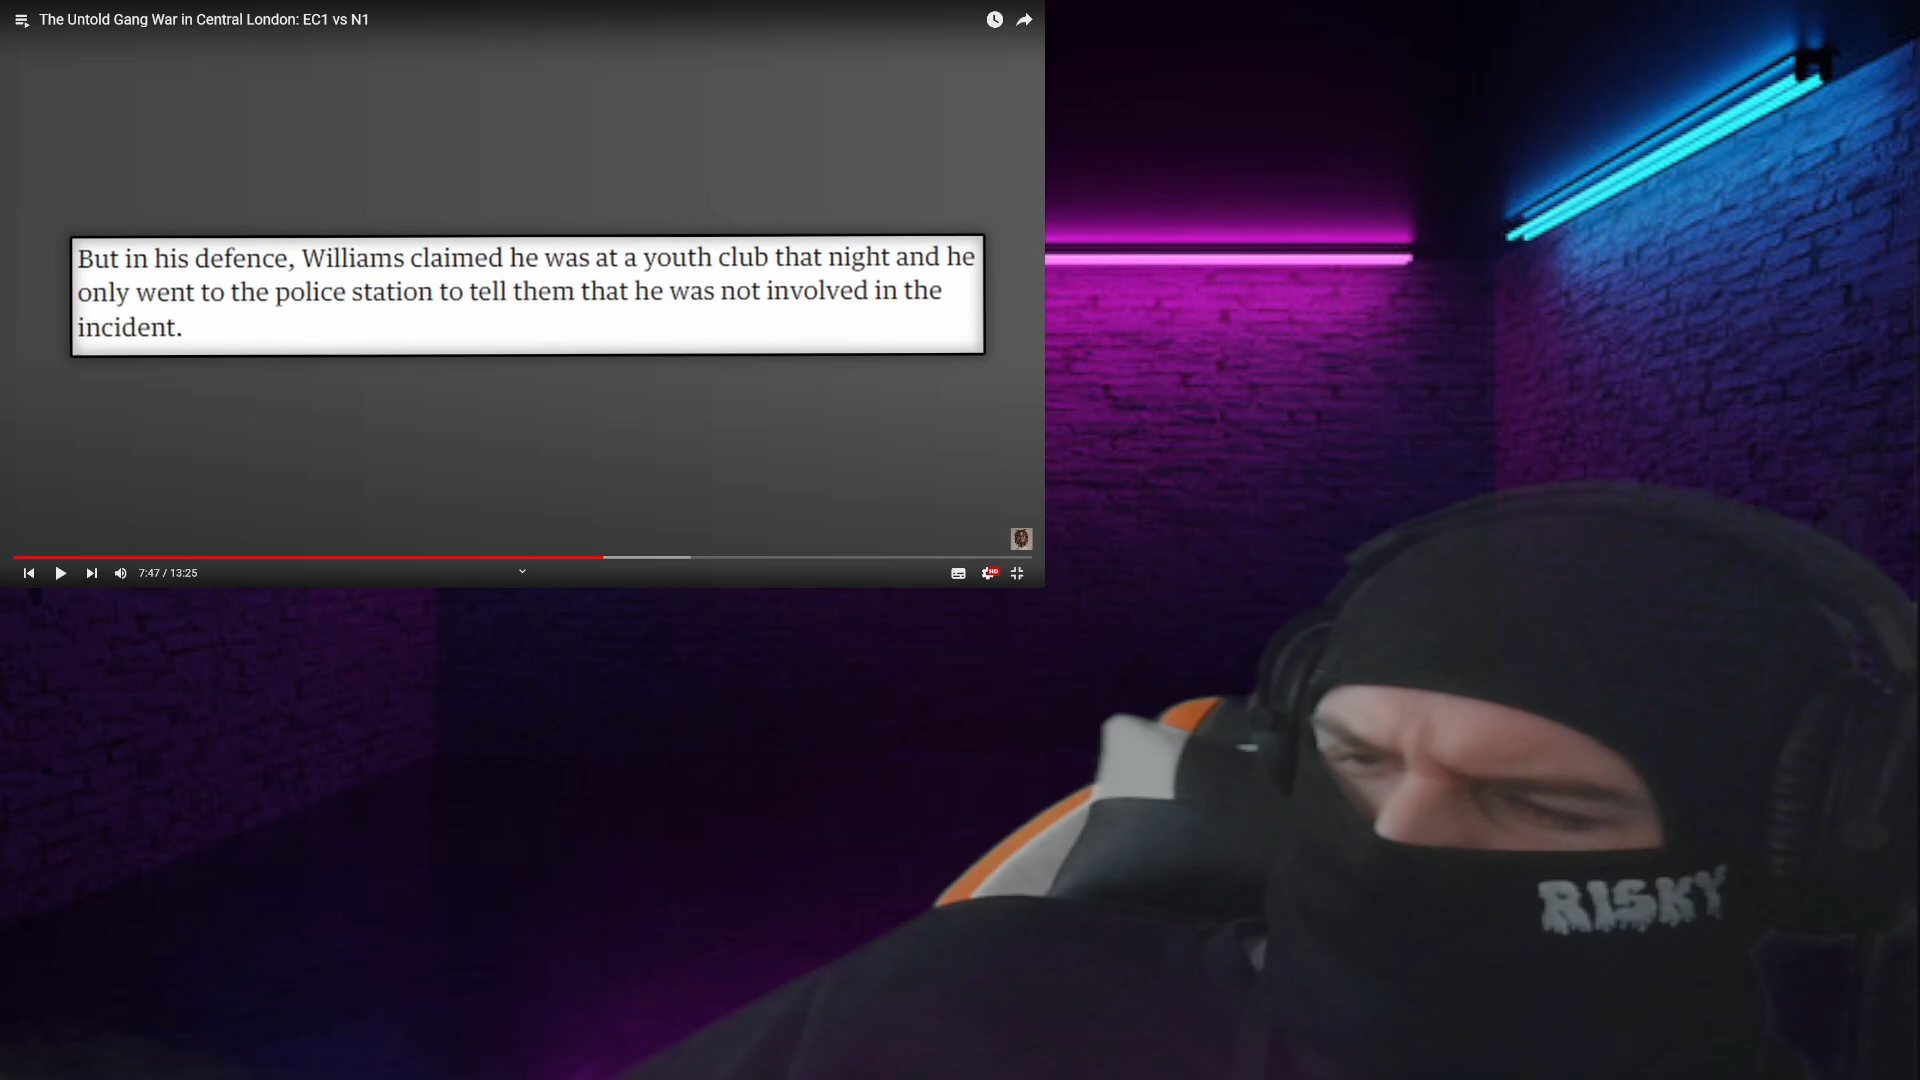 The Untold Gang War in Central London: EC1 vs N1
But in his defence, Williams claimed he was at a youth club that night and he
only went to the police station to tell them that he was not involved in the
incident.
7:47 / 13:25
HD
RISKY